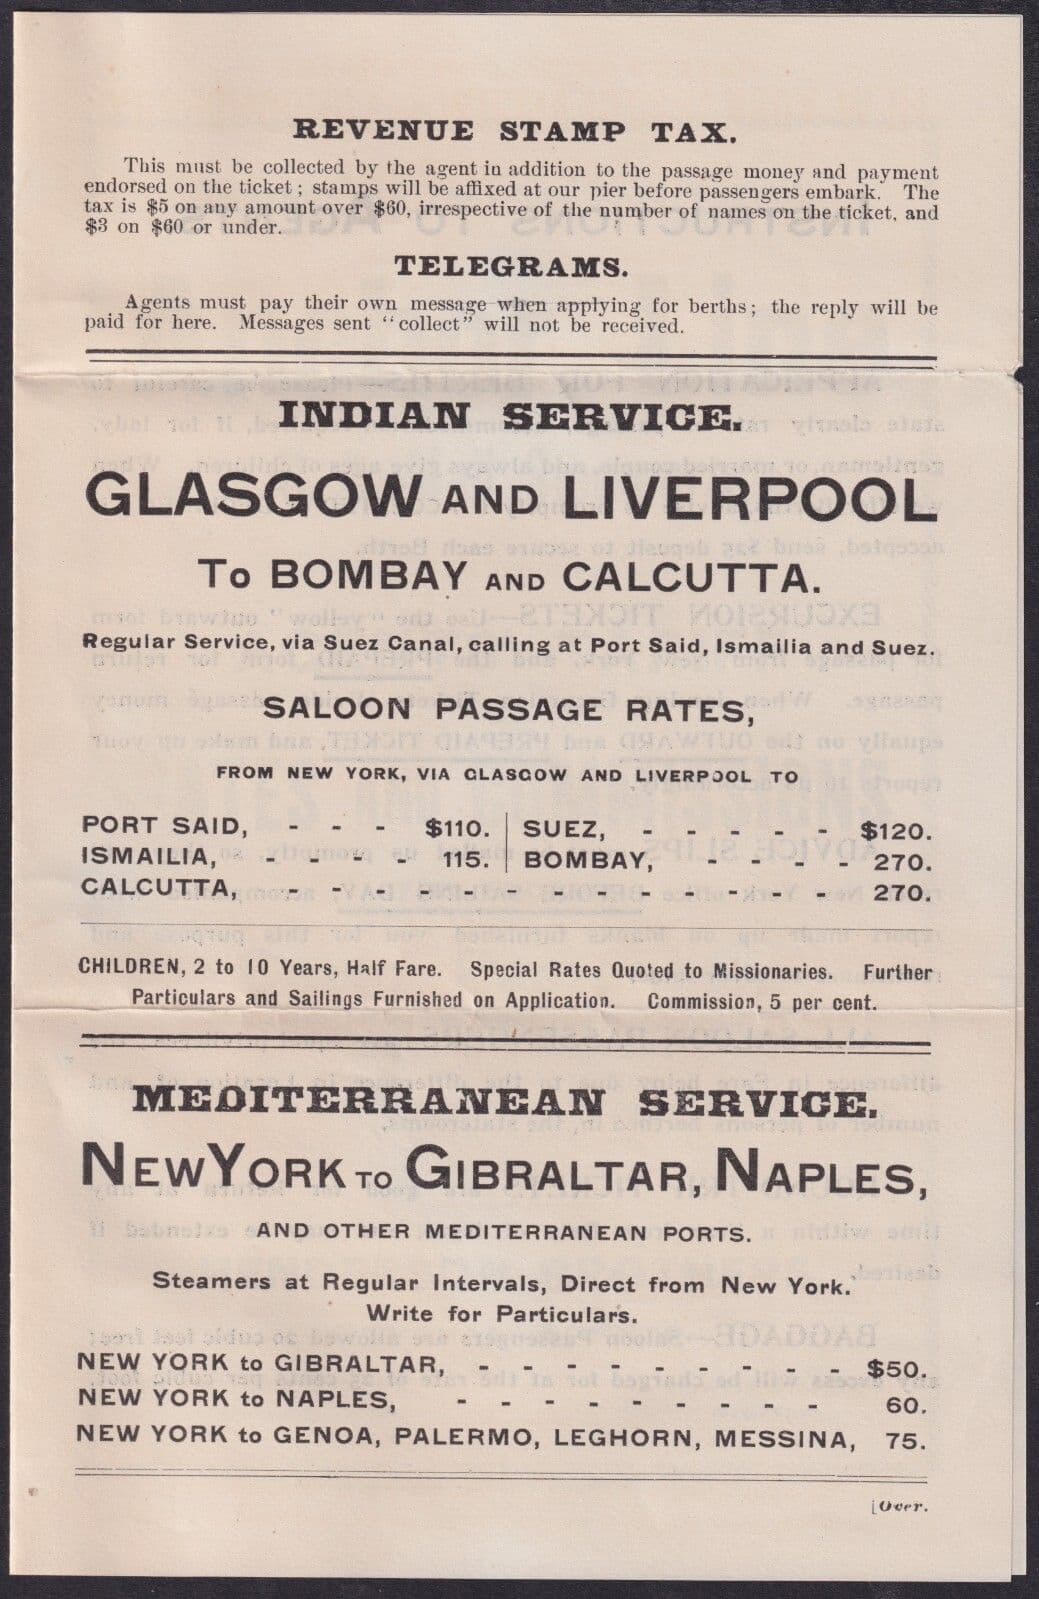 REVENUE STAMP TAX.
This must be collected by the agent in addition to the passage money and payment
endorsed on the ticket; stamps will be affixed at our pier before passengers embark. The
tax is $5 on any amount over $60, irrespective of the number of names on the ticket, and
$3 on $60 or under.
TELEGRAMS.
Agents must pay their own message when applying for berths; the reply will be
paid for here. Messages sent "collect" will not be received.
INDIAN SERVICE.
GLASGOW AND LIVERPOOL
To BOMBAY AND CALCUTTA.
Regular Service, via Suez Canal, calling at Port Said, Ismailia and Suez.
SALOON PASSAGE RATES,
FROM NEW YORK, VIA GLASGOW AND LIVERPOOL TO
PORT SAID, - - - $110. | SUEZ, - - - - - $120.
ISMAILIA, - - - - 115. | BOMBAY, - - - - 270.
CALCUTTA, - - - - - - - - - - - - - 270.
CHILDREN, 2 to 10 Years, Half Fare. Special Rates Quoted to Missionaries. Further
Particulars and Sailings Furnished on Application. Commission, 5 per cent.
MEDITERRANEAN SERVICE.
NEW YORK TO GIBRALTAR, NAPLES,
AND OTHER MEDITERRANEAN PORTS.
Steamers at Regular Intervals, Direct from New York.
Write for Particulars.
NEW YORK to GIBRALTAR, - - - - - - - - - $50.
NEW YORK to NAPLES, - - - - - - - - - 60.
NEW YORK to GENOA, PALERMO, LEGHORN, MESSINA, 75.
[Over.